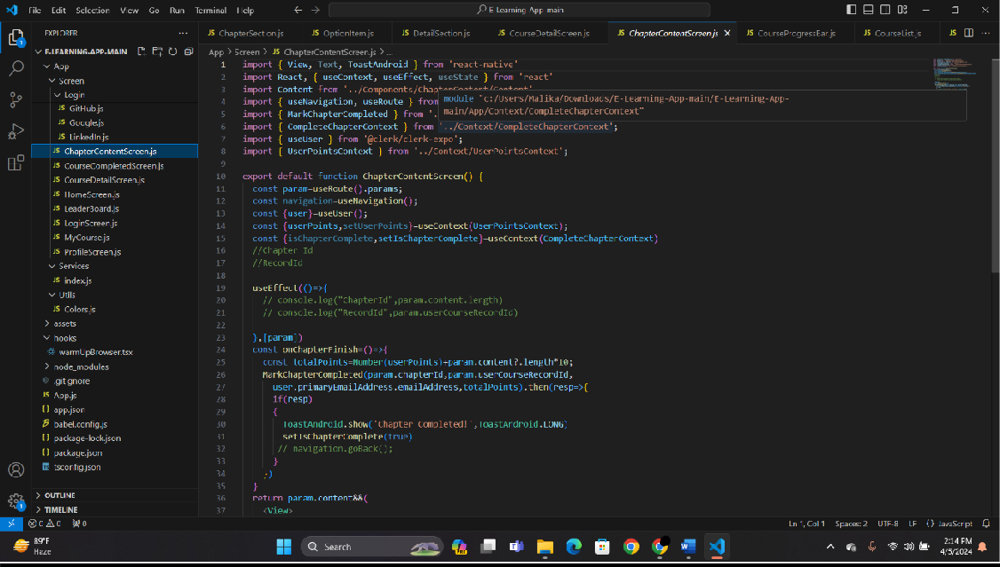 File Edit Selection View Go Run Terminal Help
E-Learning-App-main
EXPLORER
ChapterSection.js
OptionItem.js
DetailSection.js
CourseDetailScreen.js
ChapterContentScreen.js
CourseProgressBar.js
CourseList.js
JS
E-LEARNING-APP-MAIN
App
Screen
Login
JS GitHub.js
JS Google.js
JS LinkedIn.js
JS ChapterContentScreen.js
JS CourseCompletedScreen.js
JS CourseDetailScreen.js
JS HomeScreen.js
JS LeaderBoard.js
JS LoginScreen.js
JS MyCourse.js
JS ProfileScreen.js
Services
JS index.js
Utils
JS Colors.js
assets
hooks
warmUpBrowser.tsx
node_modules
.gitignore
JS App.js
app.json
babel.config.js
package-lock.json
package.json
tsconfig.json
OUTLINE
TIMELINE
App > Screen > JS ChapterContentScreen.js > ...
1 import { View, Text, ToastAndroid } from 'react-native'
2 import React, { useContext, useEffect, useState } from 'react'
3 import Content from '../Components/ChapterContent/Content'
4 import { useNavigation, useRoute } from
5 import { MarkChapterCompleted } from '.
6 import { CompleteChapterContext } from '../Context/CompleteChapterContext';
7 import { useUser } from '@clerk/clerk-expo';
8 import { UserPointsContext } from '../Context/UserPointsContext';
9
10 export default function ChapterContentScreen() {
11 const param=useRoute().params;
12 const navigation=useNavigation();
13 const {user}=useUser();
14 const {userPoints,setUserPoints}=useContext(UserPointsContext);
15 const {isChapterComplete,setIsChapterComplete}=useContext(CompleteChapterContext)
16 //Chapter Id
17 //RecordId
18
19 useEffect(()=>{
20 // console.log("ChapterId",param.content.length)
21 // console.log("RecordId",param.userCourseRecordId)
22
23 },[param])
24 const onChapterFinish=()=>{
25 const totalPoints=Number(userPoints)+param.content?.length*10;
26 MarkChapterCompleted(param.chapterId,param.userCourseRecordId,
27 user.primaryEmailAddress.emailAddress,totalPoints).then(resp=>{
28 if(resp)
29 {
30 ToastAndroid.show('Chapter Completed!',ToastAndroid.LONG)
31 setIsChapterComplete(true)
32 // navigation.goBack();
33 }
34 })
35 }
36 return param.content&&(
37 <View>
module "c:/Users/Malika/Downloads/E-Learning-App-main/E-Learning-App-
main/App/Context/CompleteChapterContext"
0 0 0
Ln 1, Col 1 Spaces: 2 UTF-8 LF {} JavaScript
89°F
Haze
Search
2:14 PM
4/5/2024